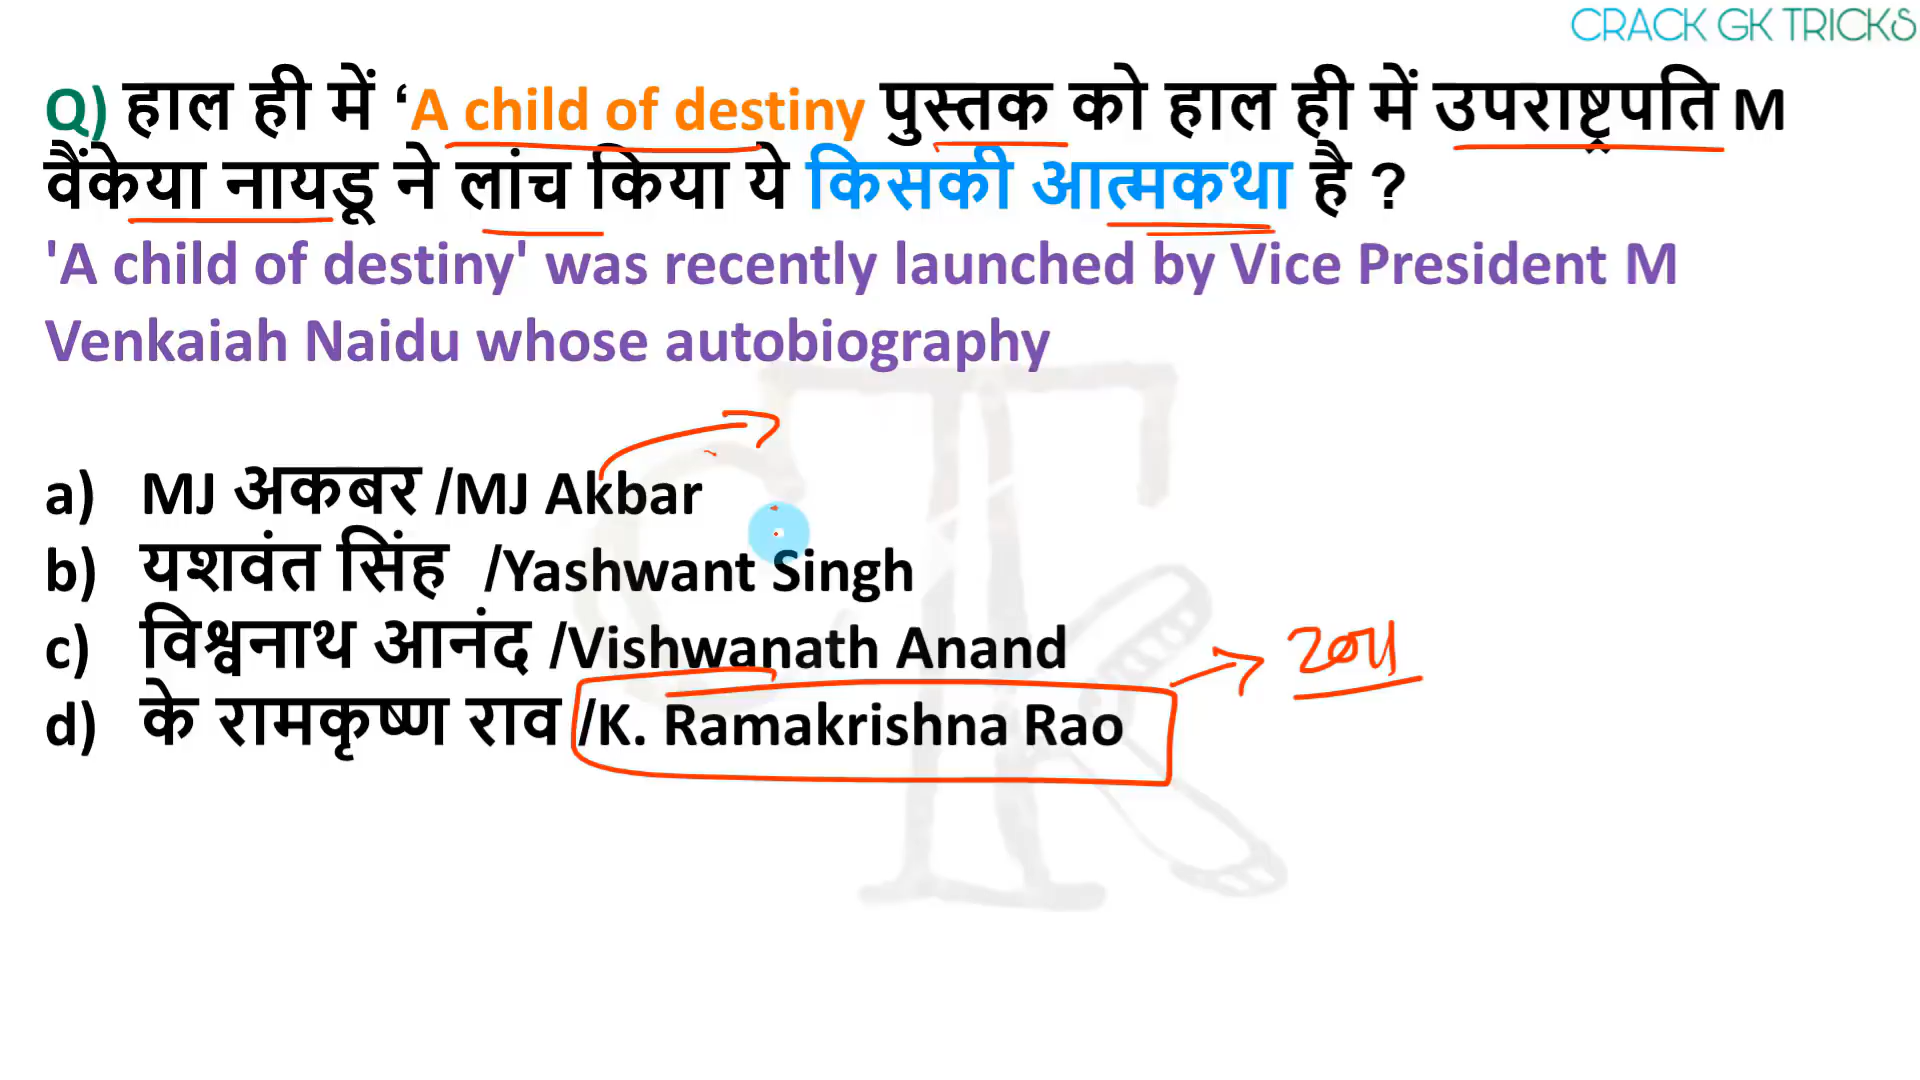 CRACK GK TRICKS
Q) हाल ही में ‘A child of destiny पुस्तक को हाल ही में उपराष्ट्रपति M
वैंकेया नायडू ने लांच किया ये किसकी आत्मकथा है ?
'A child of destiny' was recently launched by Vice President M
Venkaiah Naidu whose autobiography
a) MJ अकबर /MJ Akbar
b) यशवंत सिंह /Yashwant Singh
c) विश्वनाथ आनंद /Vishwanath Anand
d) के रामकृष्ण राव /K. Ramakrishna Rao